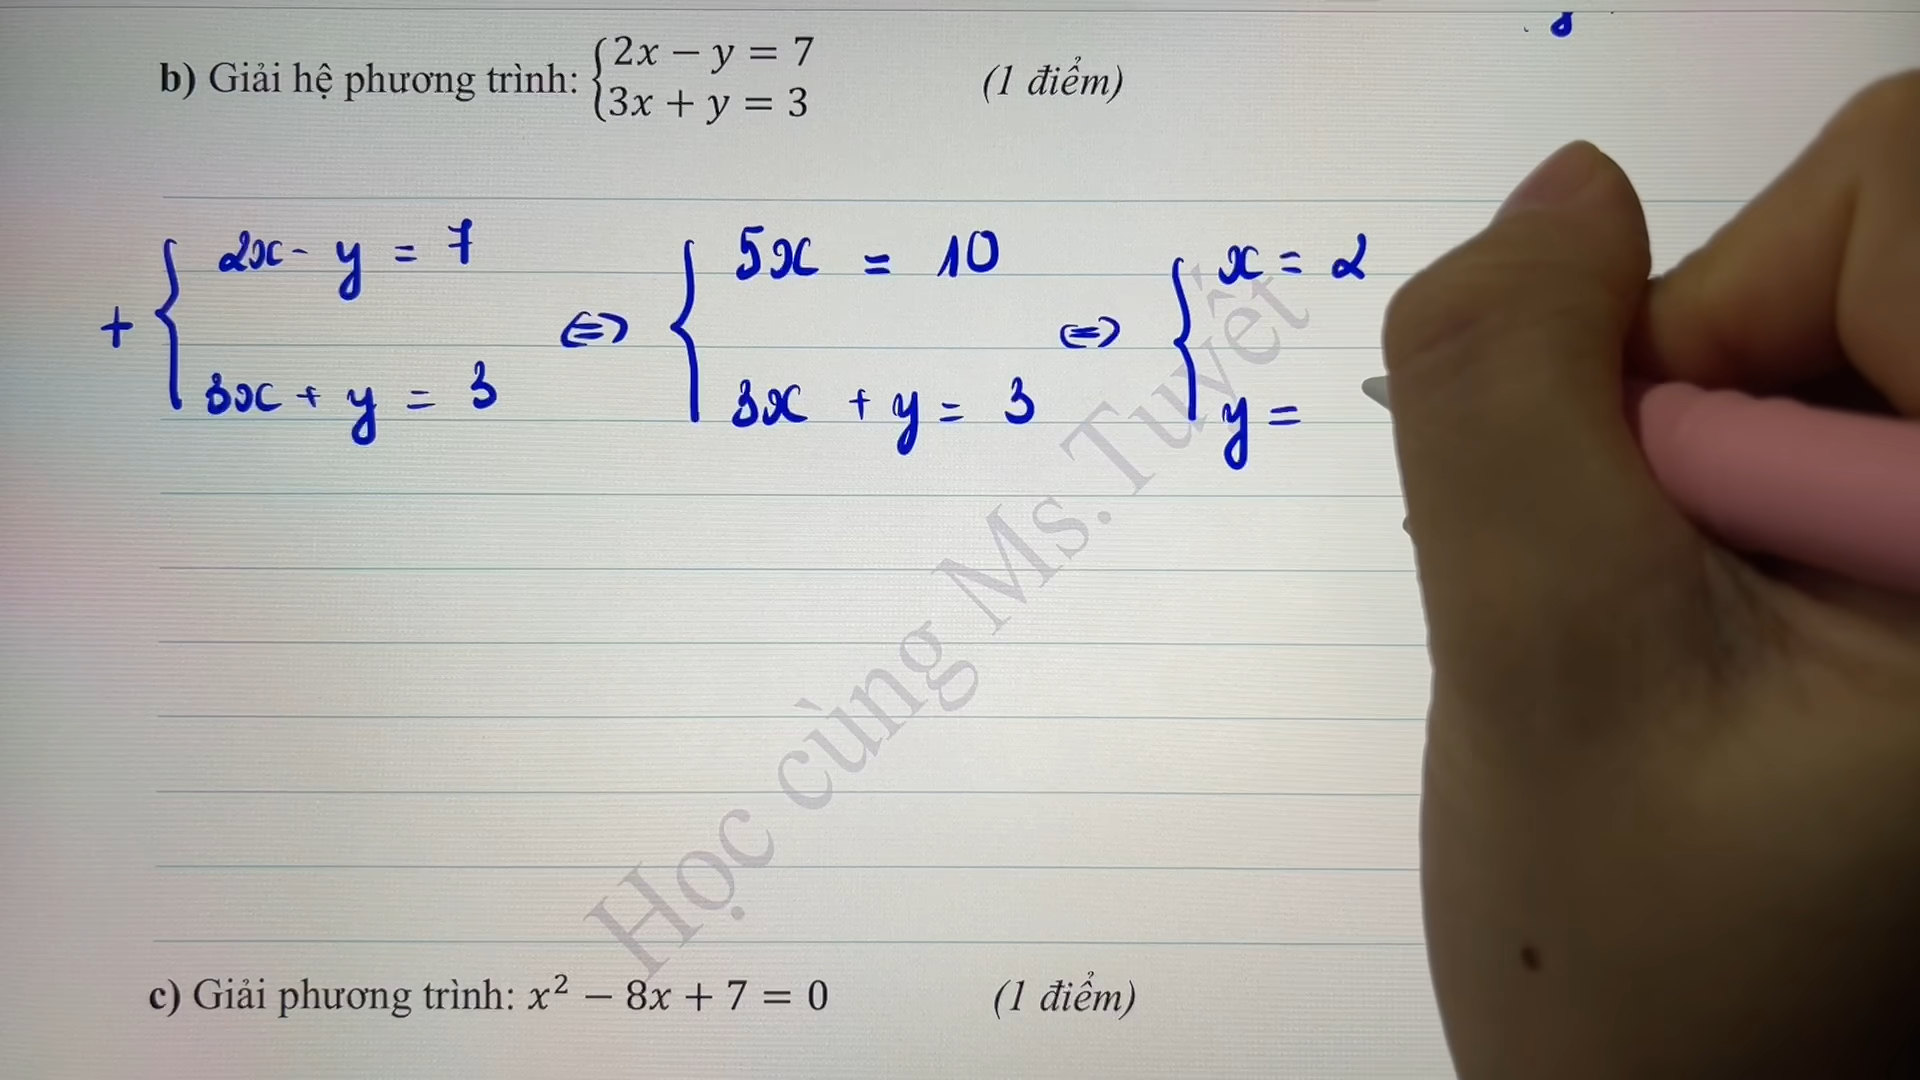 b) Giải hệ phương trình: {2x − y = 7
3x + y = 3 (1 điểm)
+ { 2x - y = 7
3x + y = 3
⇔ { 5x = 10
3x + y = 3
⇔ { x = 2
y =
Học cùng Ms. Tuyết
c) Giải phương trình: x² − 8x + 7 = 0 (1 điểm)